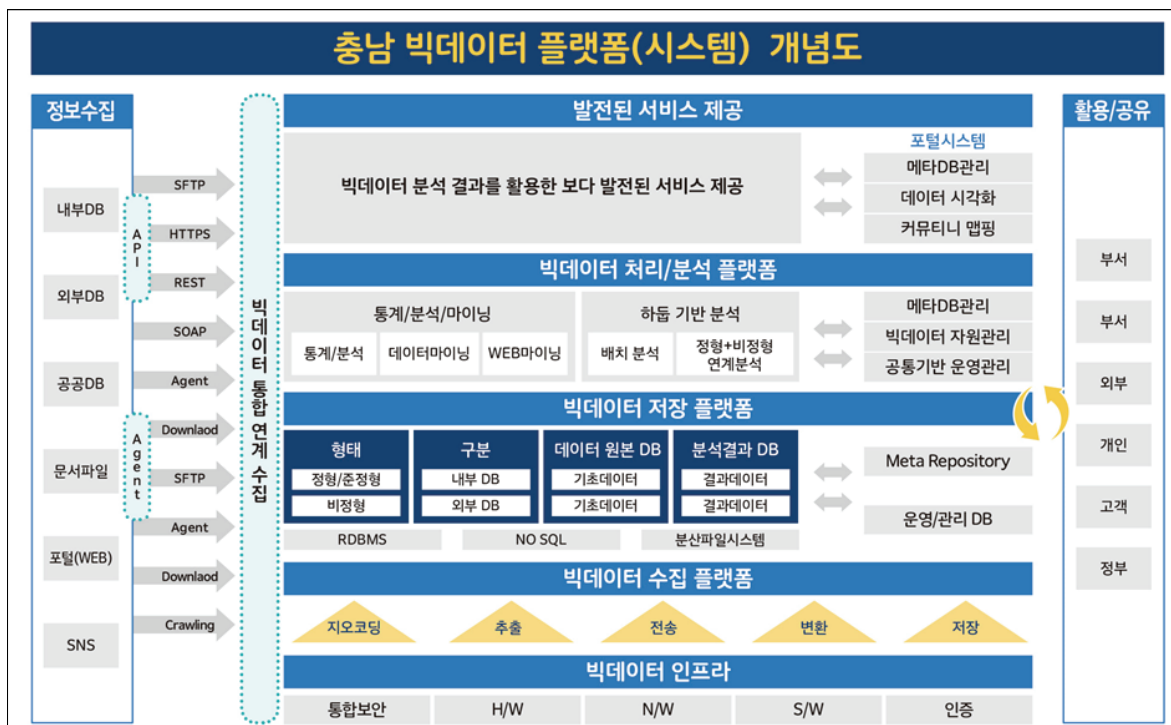 충남 빅데이터 플랫폼(시스템) 개념도
정보수집
내부DB
외부DB
공공DB
문서파일
포털(WEB)
SNS
API
Agent
SFTP
HTTPS
REST
SOAP
Agent
Downlaod
SFTP
Agent
Downlaod
Crawling
빅데이터 통합 연계 수집
발전된 서비스 제공
빅데이터 분석 결과를 활용한 보다 발전된 서비스 제공
포털시스템
메타DB관리
데이터 시각화
커뮤티니 맵핑
빅데이터 처리/분석 플랫폼
통계/분석/마이닝
통계/분석
데이터마이닝
WEB마이닝
하둡 기반 분석
배치 분석
정형+비정형
연계분석
메타DB관리
빅데이터 자원관리
공통기반 운영관리
빅데이터 저장 플랫폼
형태
정형/준정형
비정형
구분
내부 DB
외부 DB
데이터 원본 DB
기초데이터
기초데이터
분석결과 DB
결과데이터
결과데이터
RDBMS
NO SQL
분산파일시스템
Meta Repository
운영/관리 DB
빅데이터 수집 플랫폼
지오코딩
추출
전송
변환
저장
빅데이터 인프라
통합보안
H/W
N/W
S/W
인증
활용/공유
부서
부서
외부
개인
고객
정부